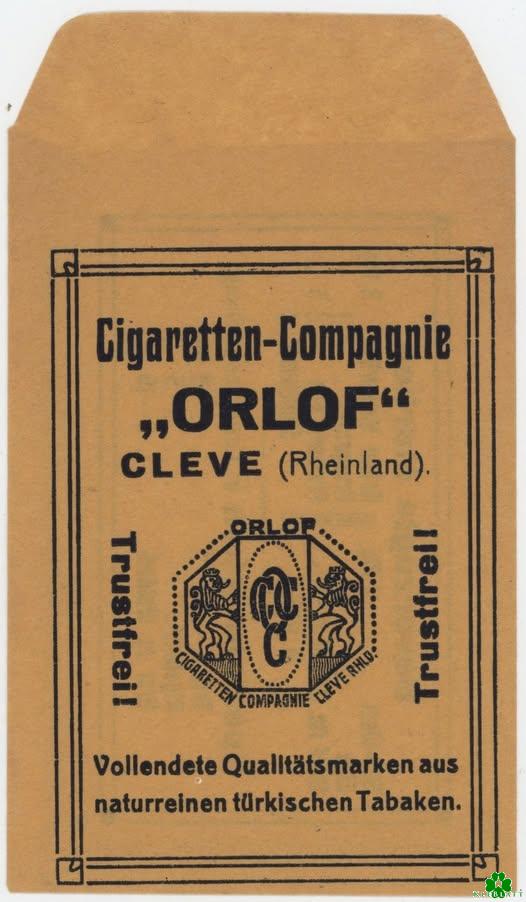 Cigaretten-Compagnie
„ORLOF“
CLEVE (Rheinland).
Trustfrei!
ORLOF
OCC
CIGARETTEN COMPAGNIE CLEVE RHLD.
Trustfrei!
Vollendete Qualitätsmarken aus
naturreinen türkischen Tabaken.